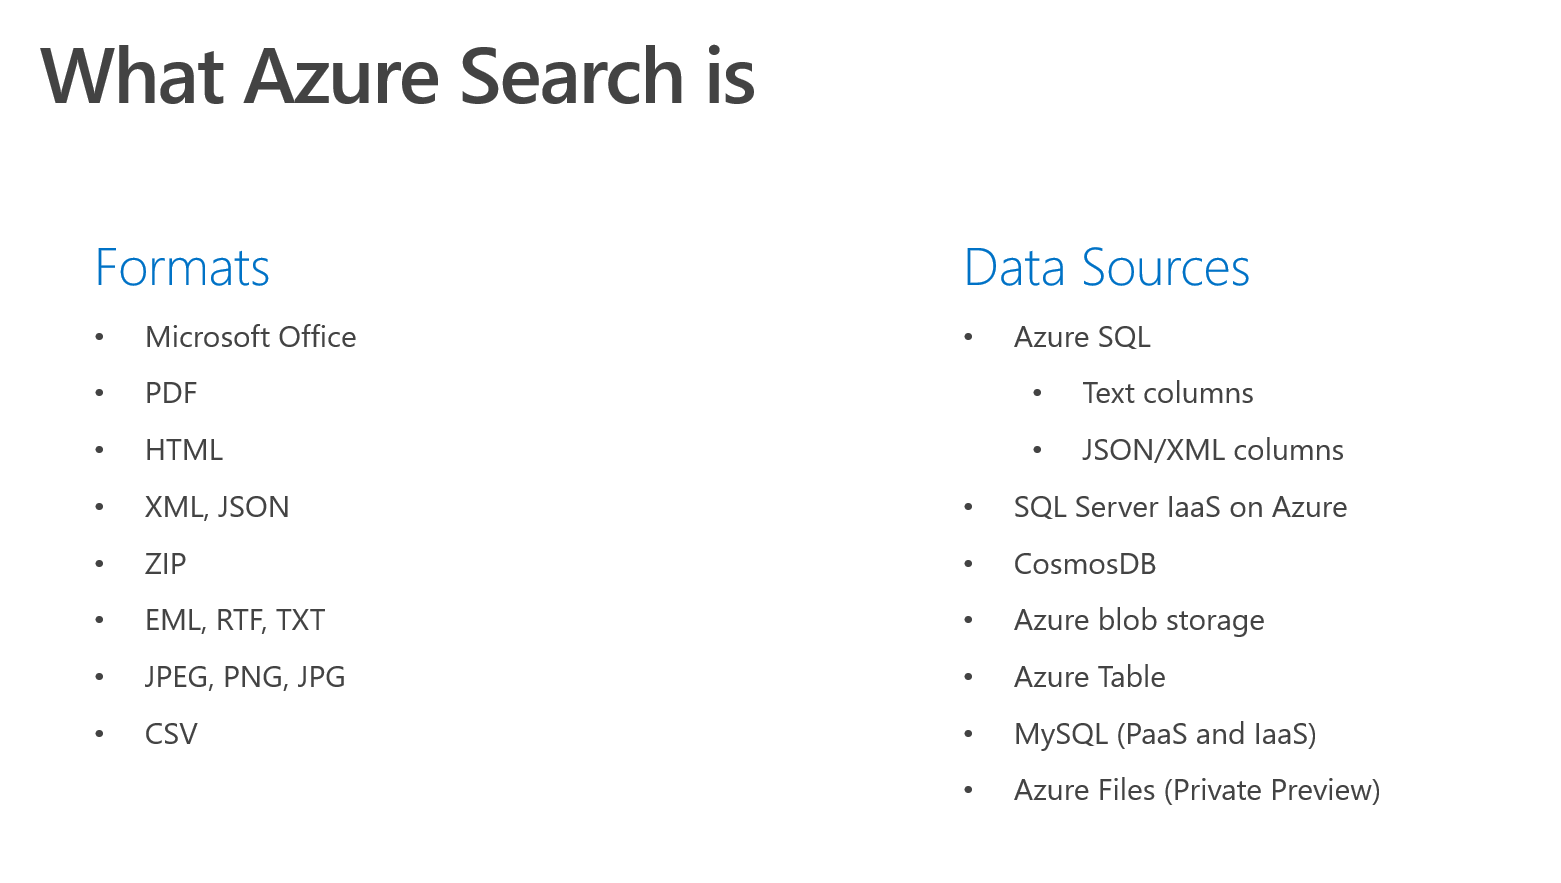 What Azure Search is
Formats
• Microsoft Office
• PDF
• HTML
• XML, JSON
• ZIP
• EML, RTF, TXT
• JPEG, PNG, JPG
• CSV
Data Sources
• Azure SQL
• Text columns
• JSON/XML columns
• SQL Server IaaS on Azure
• CosmosDB
• Azure blob storage
• Azure Table
• MySQL (PaaS and IaaS)
• Azure Files (Private Preview)